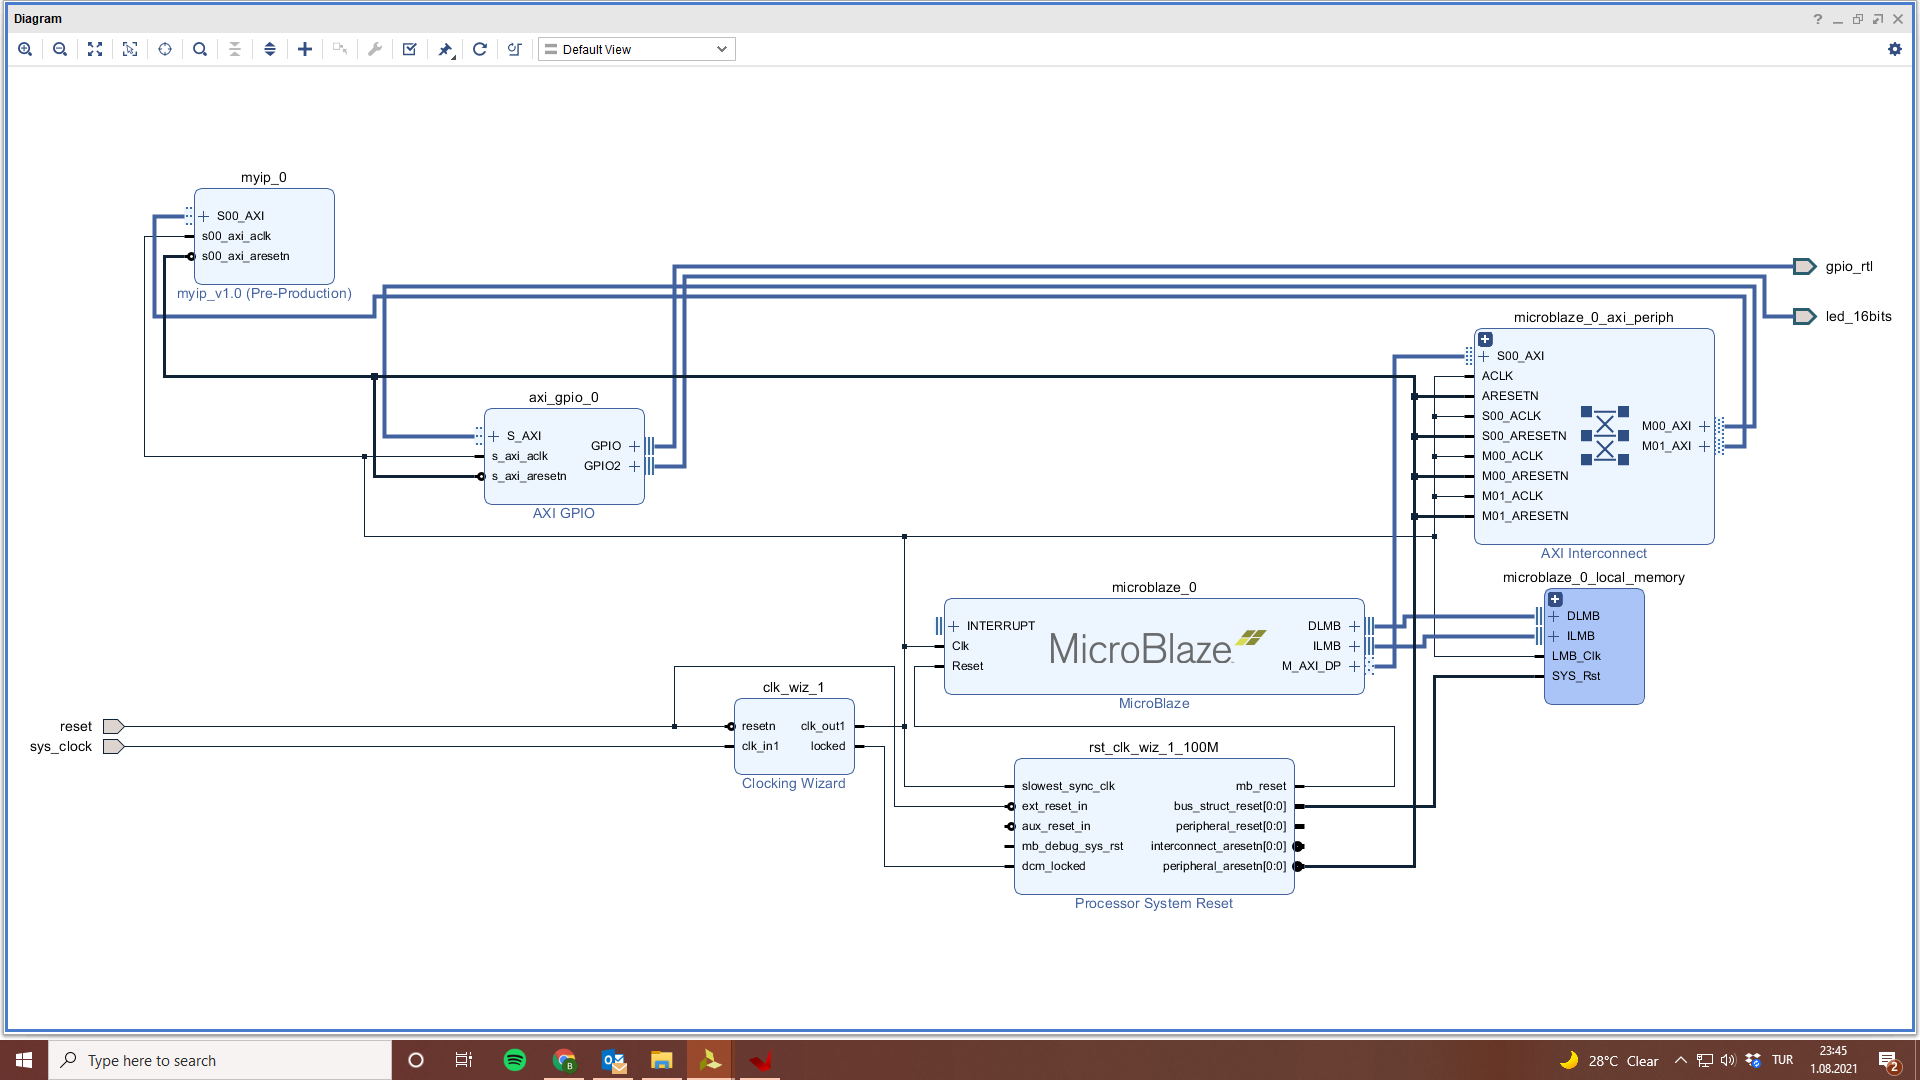 Diagram
Default View
myip_0
S00_AXI
s00_axi_aclk
s00_axi_aresetn
myip_v1.0 (Pre-Production)
gpio_rtl
led_16bits
microblaze_0_axi_periph
S00_AXI
ACLK
ARESETN
S00_ACLK
S00_ARESETN
M00_ACLK
M00_ARESETN
M01_ACLK
M01_ARESETN
M00_AXI
M01_AXI
AXI Interconnect
axi_gpio_0
S_AXI
s_axi_aclk
s_axi_aresetn
GPIO
GPIO2
AXI GPIO
microblaze_0_local_memory
DLMB
ILMB
LMB_Clk
SYS_Rst
microblaze_0
INTERRUPT
Clk
Reset
MicroBlaze
DLMB
ILMB
M_AXI_DP
MicroBlaze
reset
sys_clock
clk_wiz_1
resetn
clk_in1
clk_out1
locked
Clocking Wizard
rst_clk_wiz_1_100M
slowest_sync_clk
ext_reset_in
aux_reset_in
mb_debug_sys_rst
dcm_locked
mb_reset
bus_struct_reset[0:0]
peripheral_reset[0:0]
interconnect_aresetn[0:0]
peripheral_aresetn[0:0]
Processor System Reset
Type here to search
28°C Clear
TUR
23:45
1.08.2021
2